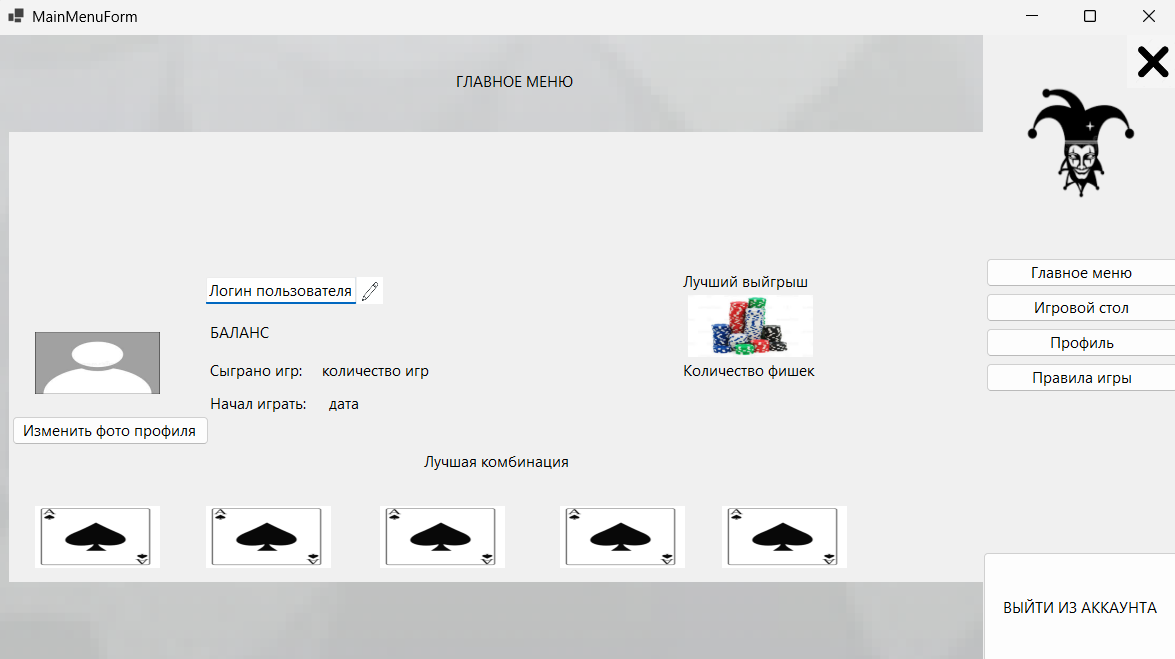 MainMenuForm
ГЛАВНОЕ МЕНЮ
Логин пользователя
БАЛАНС
Сыграно игр: количество игр
Начал играть: дата
Изменить фото профиля
Лучший выйгрыш
Количество фишек
Лучшая комбинация
A A
A A
A A
A A
A A
Главное меню
Игровой стол
Профиль
Правила игры
ВЫЙТИ ИЗ АККАУНТА